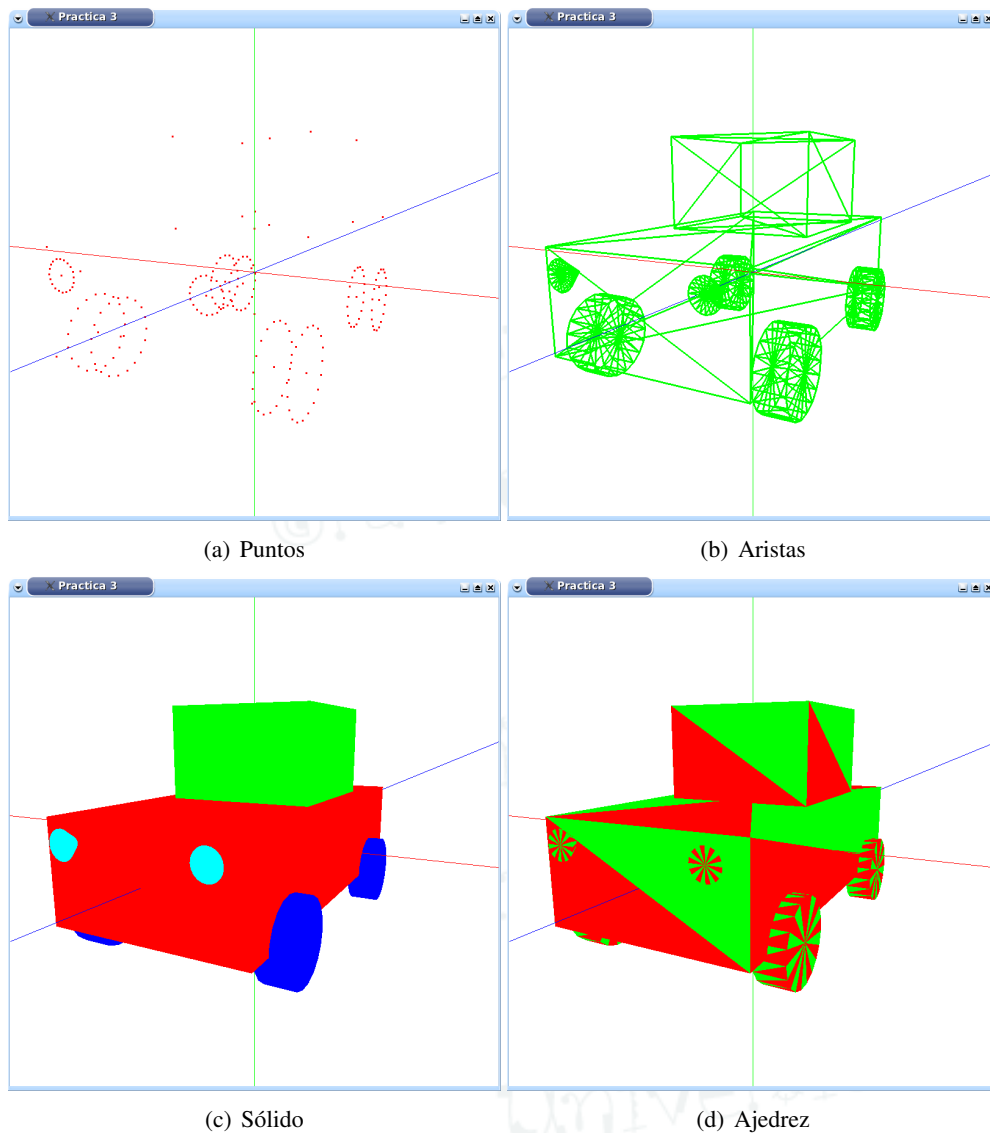 Practica 3
Practica 3
(a) Puntos
(b) Aristas
Practica 3
Practica 3
(c) Sólido
(d) Ajedrez